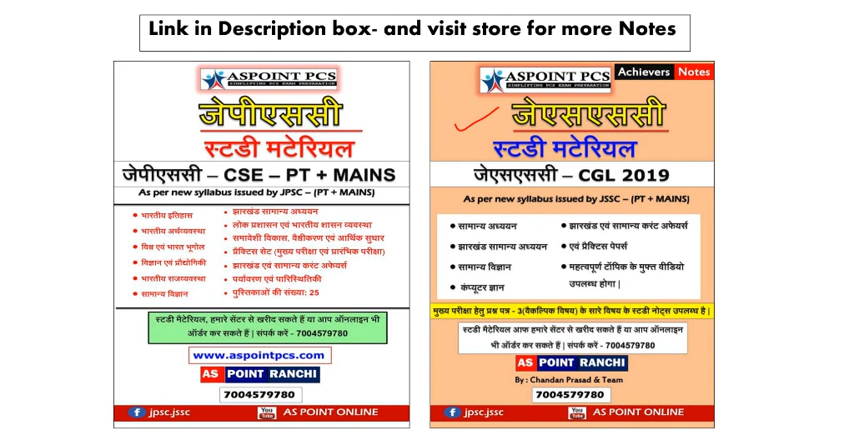 Link in Description box- and visit store for more Notes
ASPOINT PCS
SIMPLIFYING PCS EXAM PREPARATION
जेपीएससी
स्टडी मटेरियल
जेपीएससी – CSE – PT + MAINS
As per new syllabus issued by JPSC – (PT + MAINS)
• भारतीय इतिहास
• भारतीय अर्थव्यवस्था
• विश्व एवं भारत भूगोल
• विज्ञान एवं प्रौद्योगिकी
• भारतीय राजव्यवस्था
• सामान्य विज्ञान
• झारखण्ड सामान्य अध्ययन
• लोक प्रशासन एवं भारतीय शासन व्यवस्था
• समावेशी विकास, वैश्वीकरण एवं आर्थिक सुधार
• प्रैक्टिस सेट (मुख्य परीक्षा एवं प्रारंभिक परीक्षा)
• झारखंड एवं सामान्य करंट अफेयर्स
• पर्यावरण एवं पारिस्थितिकी
• पुस्तिकाओं की संख्या: 25
स्टडी मटेरियल, हमारे सेंटर से खरीद सकते हैं या आप ऑनलाइन भी
ऑर्डर कर सकते हैं | संपर्क करें - 7004579780
www.aspointpcs.com
AS POINT RANCHI
7004579780
jpsc.jssc You Tube AS POINT ONLINE
ASPOINT PCS Achievers Notes
SIMPLIFYING PCS EXAM PREPARATION
जेएसएससी
स्टडी मटेरियल
जेएसएससी – CGL 2019
As per new syllabus issued by JSSC – (PT + MAINS)
• सामान्य अध्ययन
• झारखंड सामान्य अध्ययन
• सामान्य विज्ञान
• कंप्यूटर ज्ञान
• झारखंड एवं सामान्य करंट अफेयर्स
• एवं प्रैक्टिस पेपर्स
• महत्वपूर्ण टॉपिक के मुफ्त वीडियो
उपलब्ध होगा |
मुख्य परीक्षा हेतु प्रश्न पत्र - 3(वैकल्पिक विषय) के सारे विषय के स्टडी नोट्स उपलब्ध है |
स्टडी मैटेरियल आफ हमारे सेंटर से खरीद सकते हैं या आप ऑनलाइन
भी ऑर्डर कर सकते हैं | संपर्क करें - 7004579780
AS POINT RANCHI
By : Chandan Prasad & Team
7004579780
jpsc.jssc You Tube AS POINT ONLINE